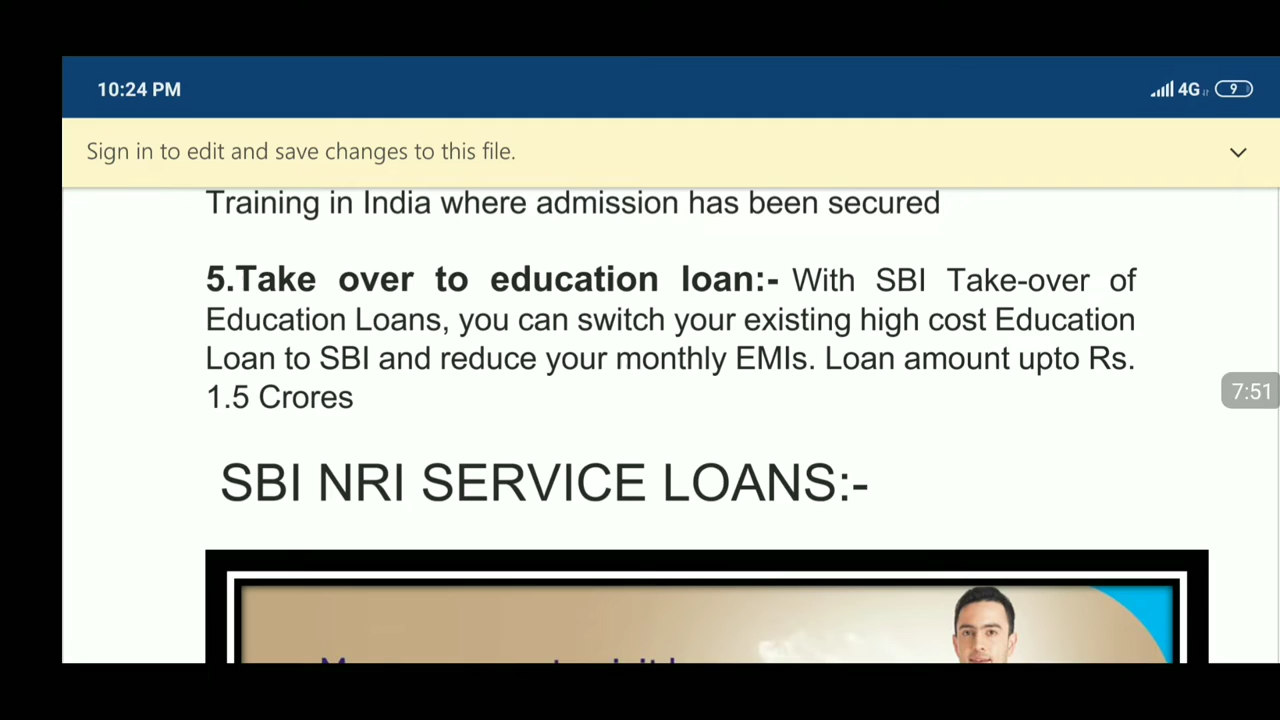 10:24 PM
4G
9
Sign in to edit and save changes to this file.
Training in India where admission has been secured
5.Take over to education loan:- With SBI Take-over of
Education Loans, you can switch your existing high cost Education
Loan to SBI and reduce your monthly EMIs. Loan amount upto Rs.
1.5 Crores
7:51
SBI NRI SERVICE LOANS:-